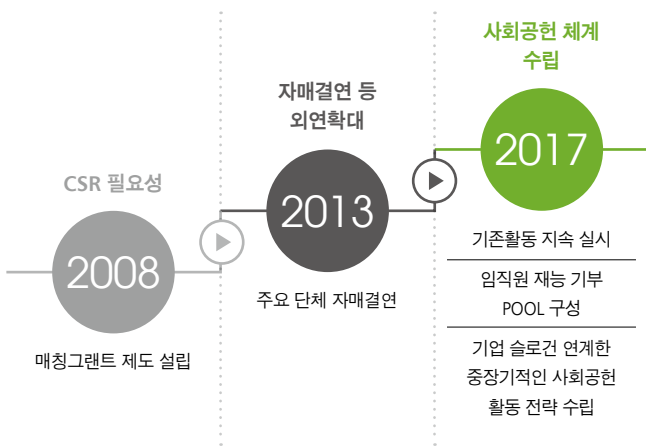 CSR 필요성
2008
매칭그랜트 제도 설립
자매결연 등
외연확대
2013
주요 단체 자매결연
사회공헌 체계
수립
2017
기존활동 지속 실시
임직원 재능 기부
POOL 구성
기업 슬로건 연계한
중장기적인 사회공헌
활동 전략 수립